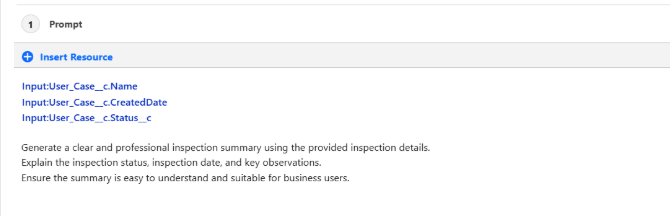 1 Prompt
Insert Resource
Input:User_Case__c.Name
Input:User_Case__c.CreatedDate
Input:User_Case__c.Status__c
Generate a clear and professional inspection summary using the provided inspection details.
Explain the inspection status, inspection date, and key observations.
Ensure the summary is easy to understand and suitable for business users.